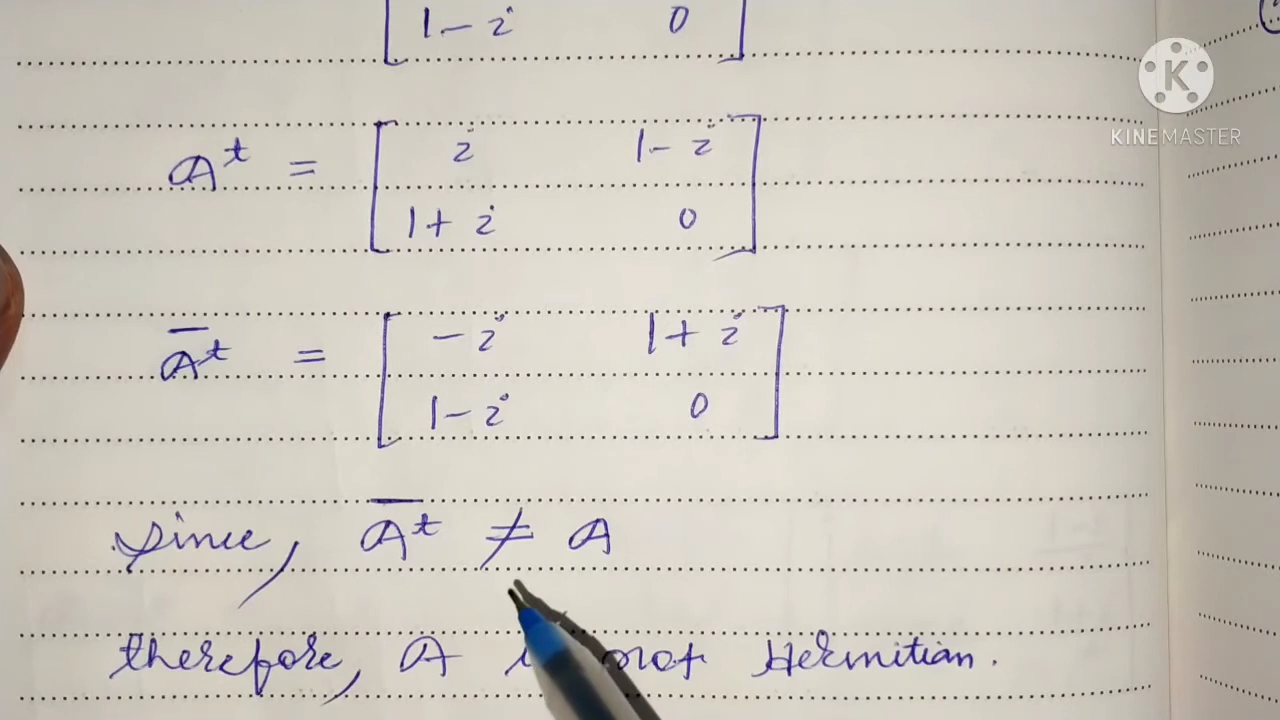 1 - i 0
K
KINEMASTER
A^t = [ i 1 - i
1 + i 0 ]
A̅^t = [ - i 1 + i
1 - i 0 ]
Since, A̅^t ≠ A
therefore, A not Hermitian.